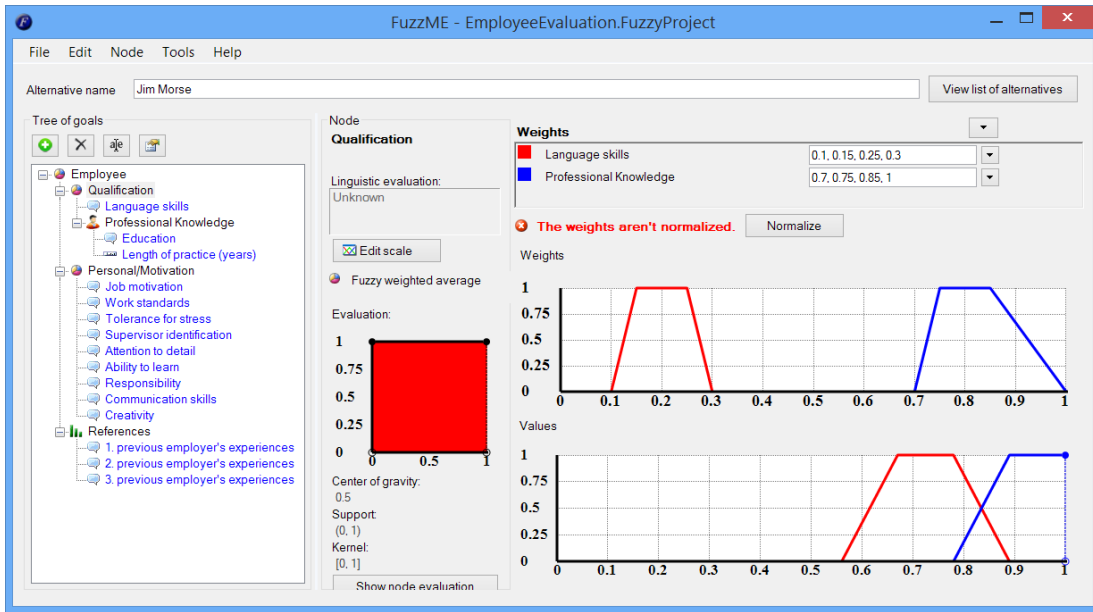 FuzzME - EmployeeEvaluation.FuzzyProject
File Edit Node Tools Help
Alternative name Jim Morse View list of alternatives
Tree of goals
aje
Employee
Qualification
Language skills
Professional Knowledge
Education
Length of practice (years)
Personal/Motivation
Job motivation
Work standards
Tolerance for stress
Supervisor identification
Attention to detail
Ability to learn
Responsibility
Communication skills
Creativity
References
1. previous employer's experiences
2. previous employer's experiences
3. previous employer's experiences
Node
Qualification
Linguistic evaluation:
Unknown
Edit scale
Fuzzy weighted average
Evaluation:
1
0.75
0.5
0.25
0
0 0.5 1
Center of gravity:
0.5
Support:
(0, 1)
Kernel:
[0, 1]
Show node evaluation
Weights
Language skills 0.1, 0.15, 0.25, 0.3
Professional Knowledge 0.7, 0.75, 0.85, 1
The weights aren't normalized. Normalize
Weights
1
0.75
0.5
0.25
0
0 0.1 0.2 0.3 0.4 0.5 0.6 0.7 0.8 0.9 1
Values
1
0.75
0.5
0.25
0
0 0.1 0.2 0.3 0.4 0.5 0.6 0.7 0.8 0.9 1